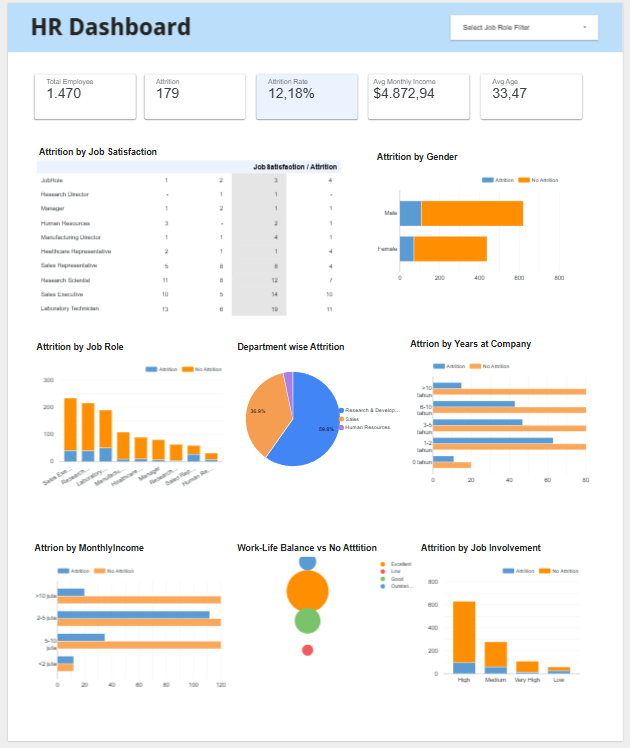 HR Dashboard
Select Job Role Filter
Total Employee
1.470
Attrition
179
Attrition Rate
12,18%
Avg Monthly Income
$4.872,94
Avg Age
33,47
Attrition by Job Satisfaction
Job Satisfaction / Attrition
JobRole 1 2 3 4
Research Director - 1 1 -
Manager 1 2 1 1
Human Resources 3 - 2 1
Manufacturing Director 1 1 4 1
Healthcare Representative 2 1 1 4
Sales Representative 5 8 4
Research Scientist 11 12 7
Sales Executive 10 5 14 10
Laboratory Technician 13 19 11
Attrition by Gender
Attrition No Attrition
Male
Female
0 200 400 600 800
Attrition by Job Role
Attrition No Attrition
300
200
100
0
Sales Exe...
Research...
Laboratory...
Manufactu...
Healthcare...
Manager
Research...
Sales Rep...
Human Re...
Department wise Attrition
Research & Develop...
Sales
Human Resources
Attrion by Years at Company
Attrition No Attrition
>10 tahun
6-10 tahun
3-5 tahun
1-2 tahun
0 tahun
0 20 40 60 80
Attrion by MonthlyIncome
Attrition No Attrition
>10 juta
2-5 juta
5-10 juta
<2 juta
0 20 40 60 80 100 120
Work-Life Balance vs No Atttition
Excellent
Low
Good
Outstan...
Attrition by Job Involvement
Attrition No Attrition
800
600
400
200
0
High Medium Very High Low